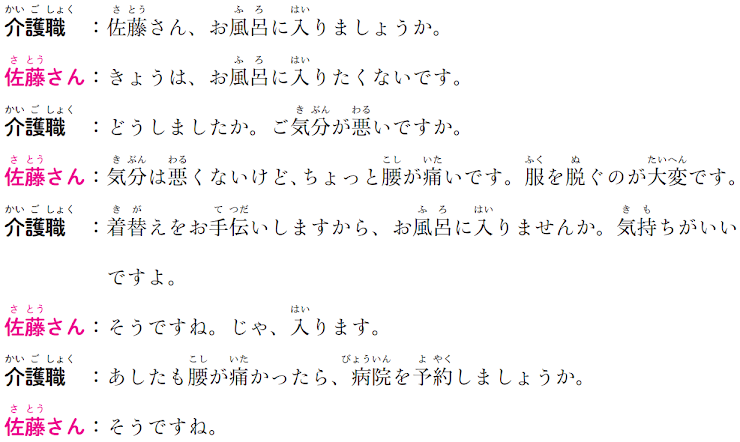 介護職：佐藤さん、お風呂に入りましょうか。
佐藤さん：きょうは、お風呂に入りたくないです。
介護職：どうしましたか。ご気分が悪いですか。
佐藤さん：気分は悪くないけど、ちょっと腰が痛いです。服を脱ぐのが大変です。
介護職：着替えをお手伝いしますから、お風呂に入りませんか。気持ちがいい
ですよ。
佐藤さん：そうですね。じゃ、入ります。
介護職：あしたも腰が痛かったら、病院を予約しましょうか。
佐藤さん：そうですね。